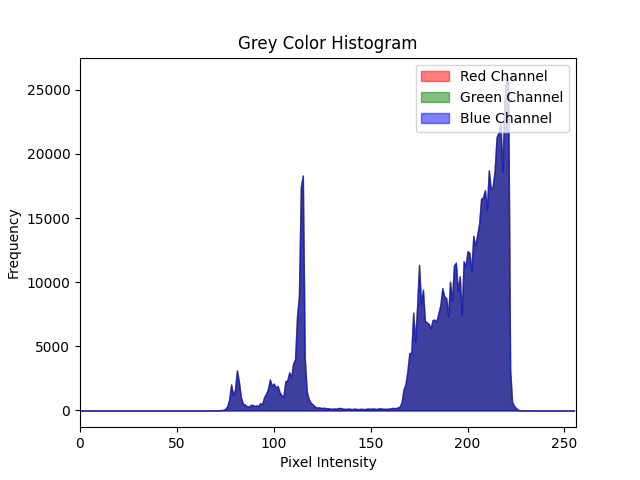 Grey Color Histogram
Red Channel
Green Channel
Blue Channel
Frequency
25000
20000
15000
10000
5000
0
0 50 100 150 200 250
Pixel Intensity